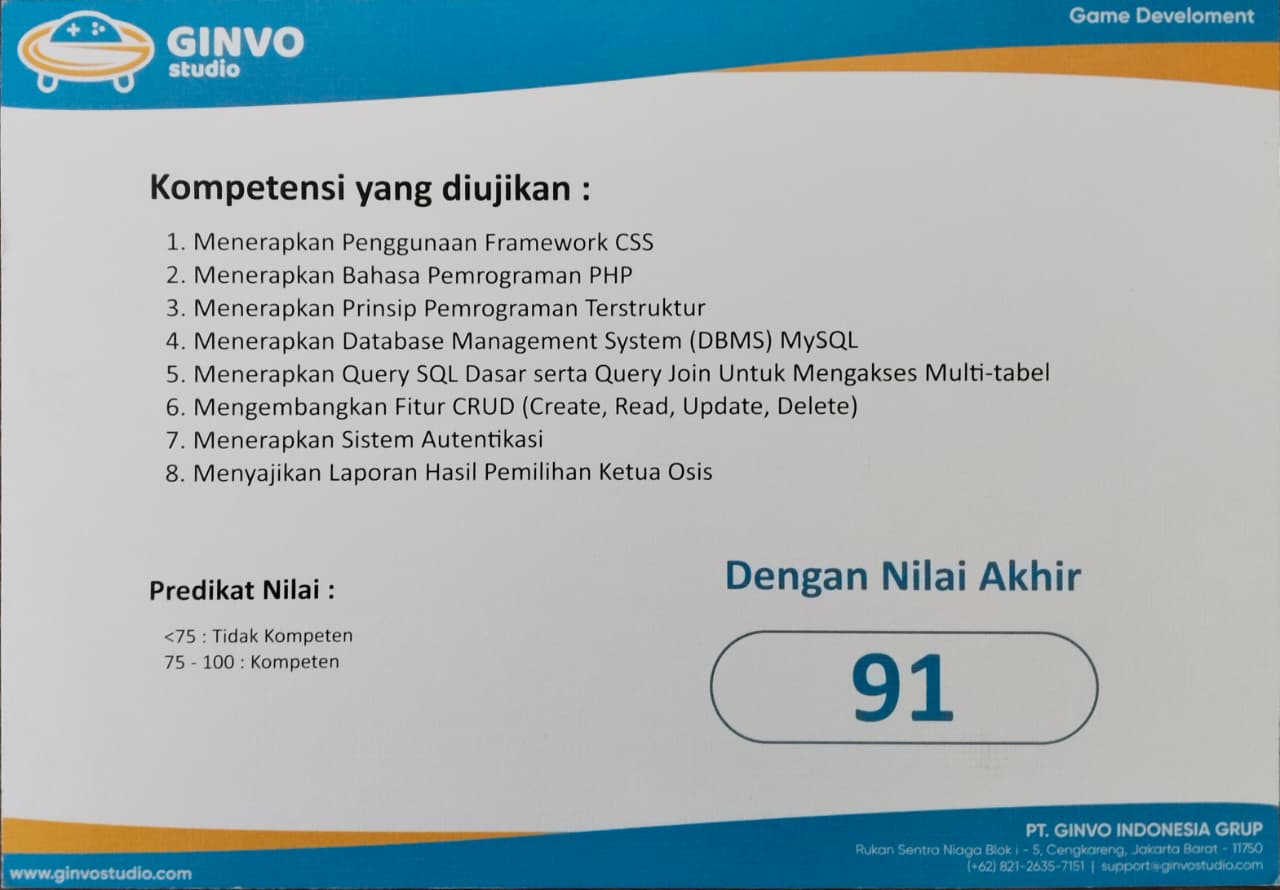 GINVO
studio
Game Develoment
Kompetensi yang diujikan :
1. Menerapkan Penggunaan Framework CSS
2. Menerapkan Bahasa Pemrograman PHP
3. Menerapkan Prinsip Pemrograman Terstruktur
4. Menerapkan Database Management System (DBMS) MySQL
5. Menerapkan Query SQL Dasar serta Query Join Untuk Mengakses Multi-tabel
6. Mengembangkan Fitur CRUD (Create, Read, Update, Delete)
7. Menerapkan Sistem Autentikasi
8. Menyajikan Laporan Hasil Pemilihan Ketua Osis
Predikat Nilai :
<75 : Tidak Kompeten
75 - 100 : Kompeten
Dengan Nilai Akhir
91
www.ginvostudio.com
PT. GINVO INDONESIA GRUP
Rukan Sentra Niaga Blok i - 5, Cengkareng, Jakarta Barat - 11750
(+62) 821-2635-7151 | support@ginvostudio.com